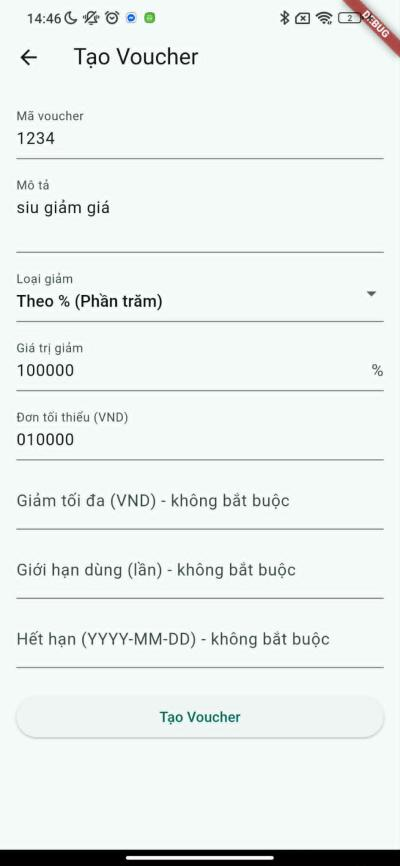 14:46
2
DEBUG
Tạo Voucher
Mã voucher
1234
Mô tả
siu giảm giá
Loại giảm
Theo % (Phần trăm)
Giá trị giảm
100000 %
Đơn tối thiểu (VND)
010000
Giảm tối đa (VND) - không bắt buộc
Giới hạn dùng (lần) - không bắt buộc
Hết hạn (YYYY-MM-DD) - không bắt buộc
Tạo Voucher